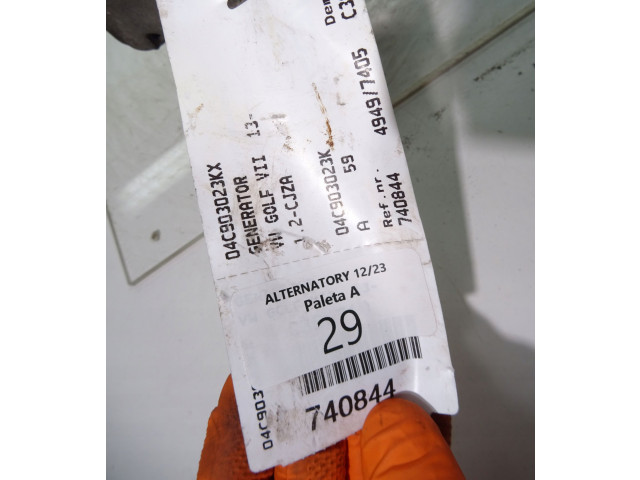 04C903023KX
GENERATOR
VW GOLF VII 13-
1.2-CJZA
04C903023K
A 59
Ref.nr. 4949/7405
740844
ALTERNATORY 12/23
Paleta A
29
04C903
740844